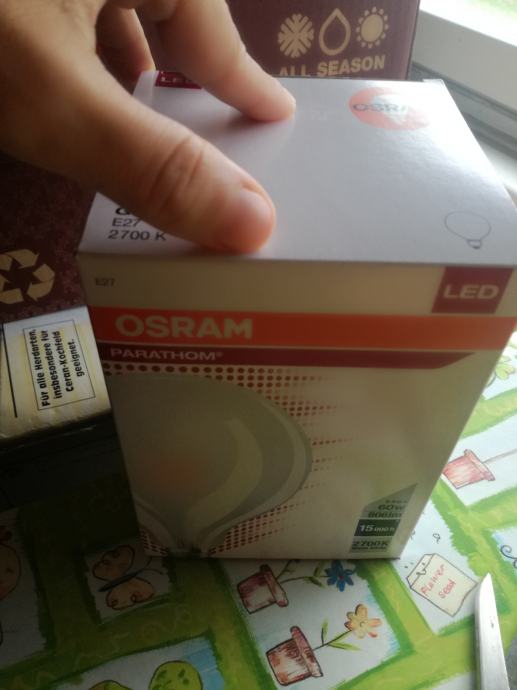 ALL SEASON
LED
OSRA
E27
2700 K
E27
LED
OSRAM
PARATHOM®
60W
806lm
15 000 h
2700K
Für alle Herdarten,
insbesondere für
Ceran-Kochfeld
geeignet.
Flower
Seed